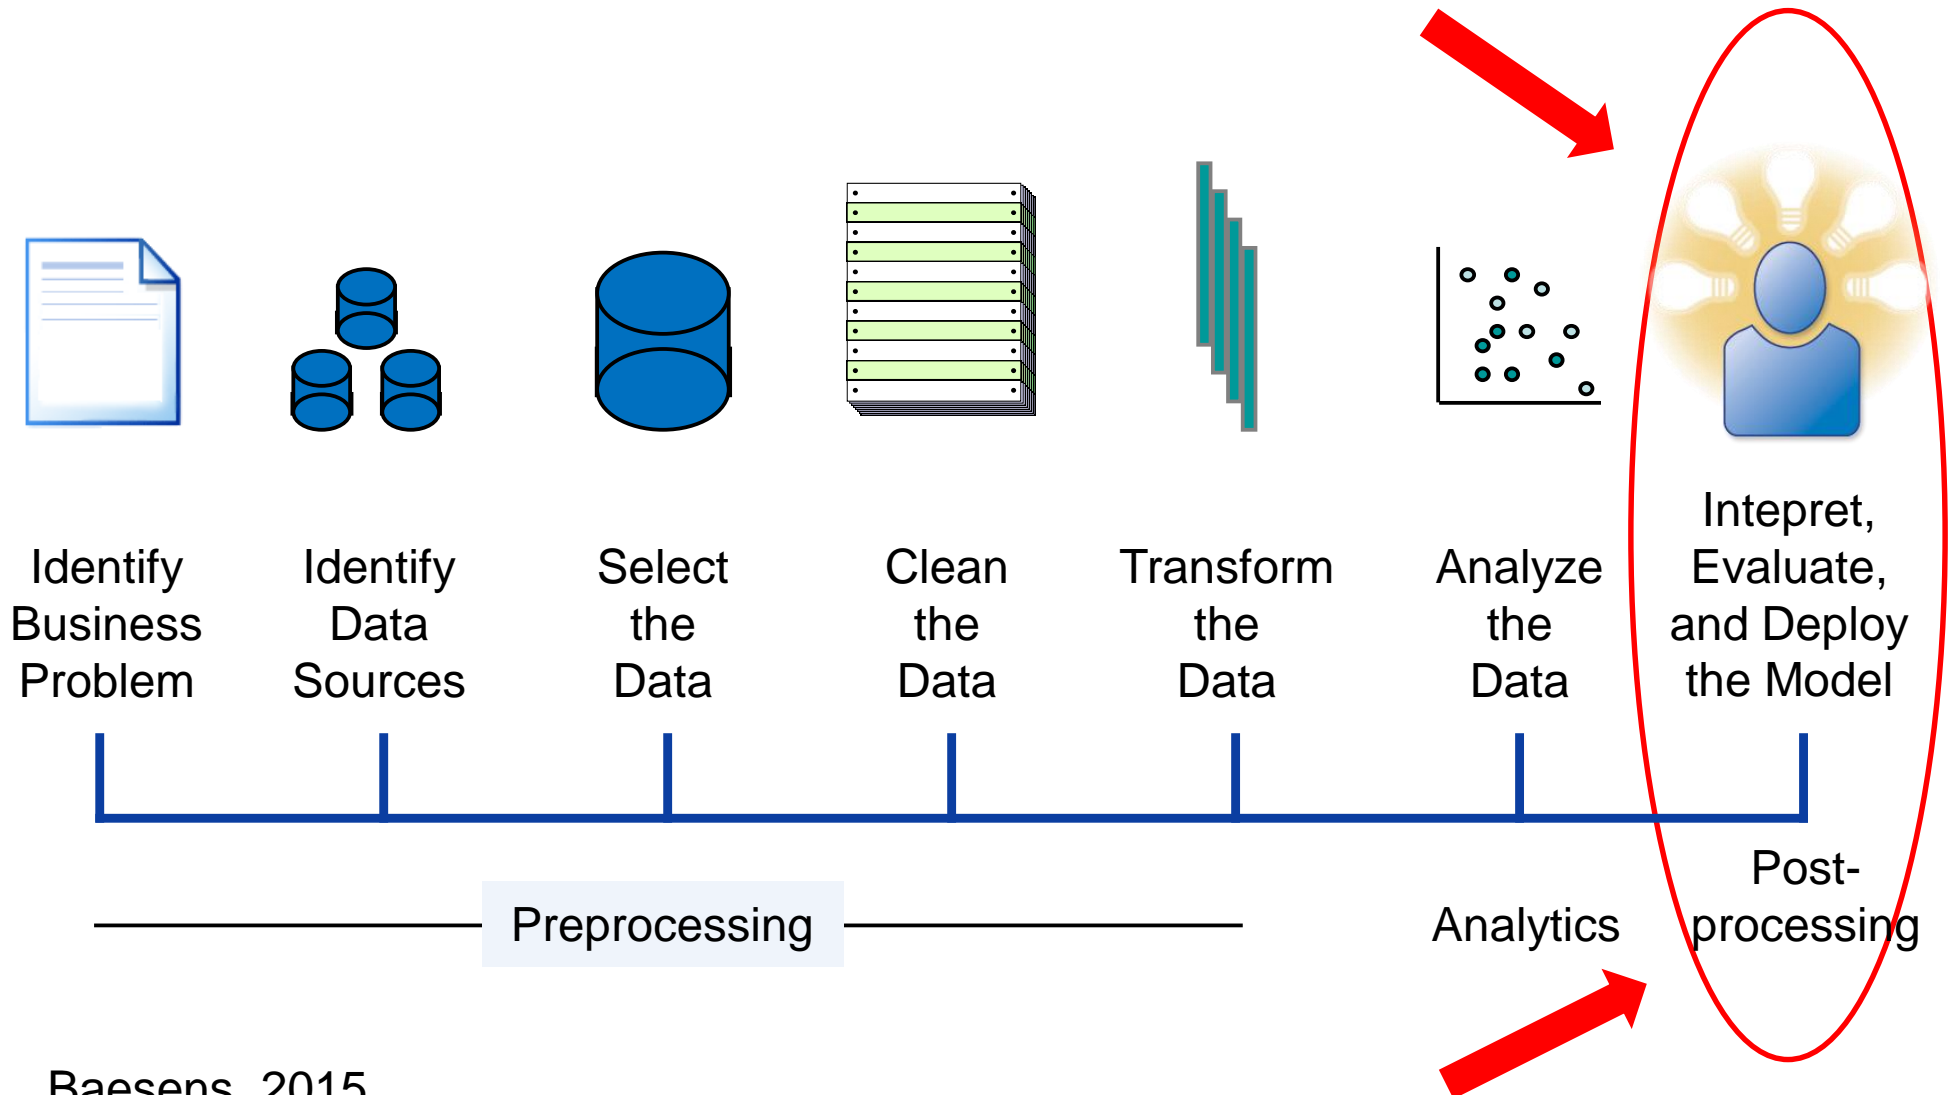 Identify
Business
Problem
Identify
Data
Sources
Select
the
Data
Clean
the
Data
Transform
the
Data
Analyze
the
Data
Intepret,
Evaluate,
and Deploy
the Model
Preprocessing
Analytics
Post-
processing
Baesens, 2015